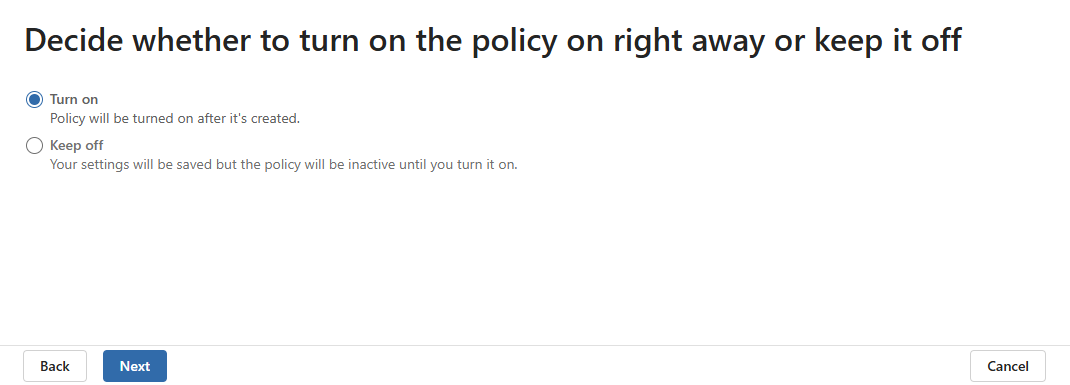 Decide whether to turn on the policy on right away or keep it off
Turn on
Policy will be turned on after it's created.
Keep off
Your settings will be saved but the policy will be inactive until you turn it on.
Back
Next
Cancel